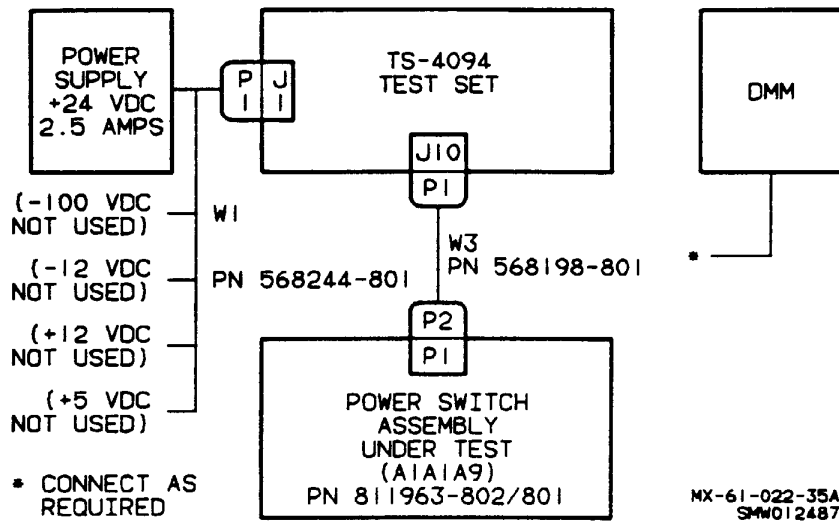 POWER
SUPPLY
+24 VDC
2.5 AMPS
P1
J1
TS-4094
TEST SET
J10
P1
DMM
(-100 VDC
NOT USED)
W1
PN 568244-801
(-12 VDC
NOT USED)
(+12 VDC
NOT USED)
(+5 VDC
NOT USED)
W3
PN 568198-801
*
P2
P1
POWER SWITCH
ASSEMBLY
UNDER TEST
(A1A1A9)
PN 811963-802/801
* CONNECT AS
REQUIRED
MX-61-022-35A
SMW012487